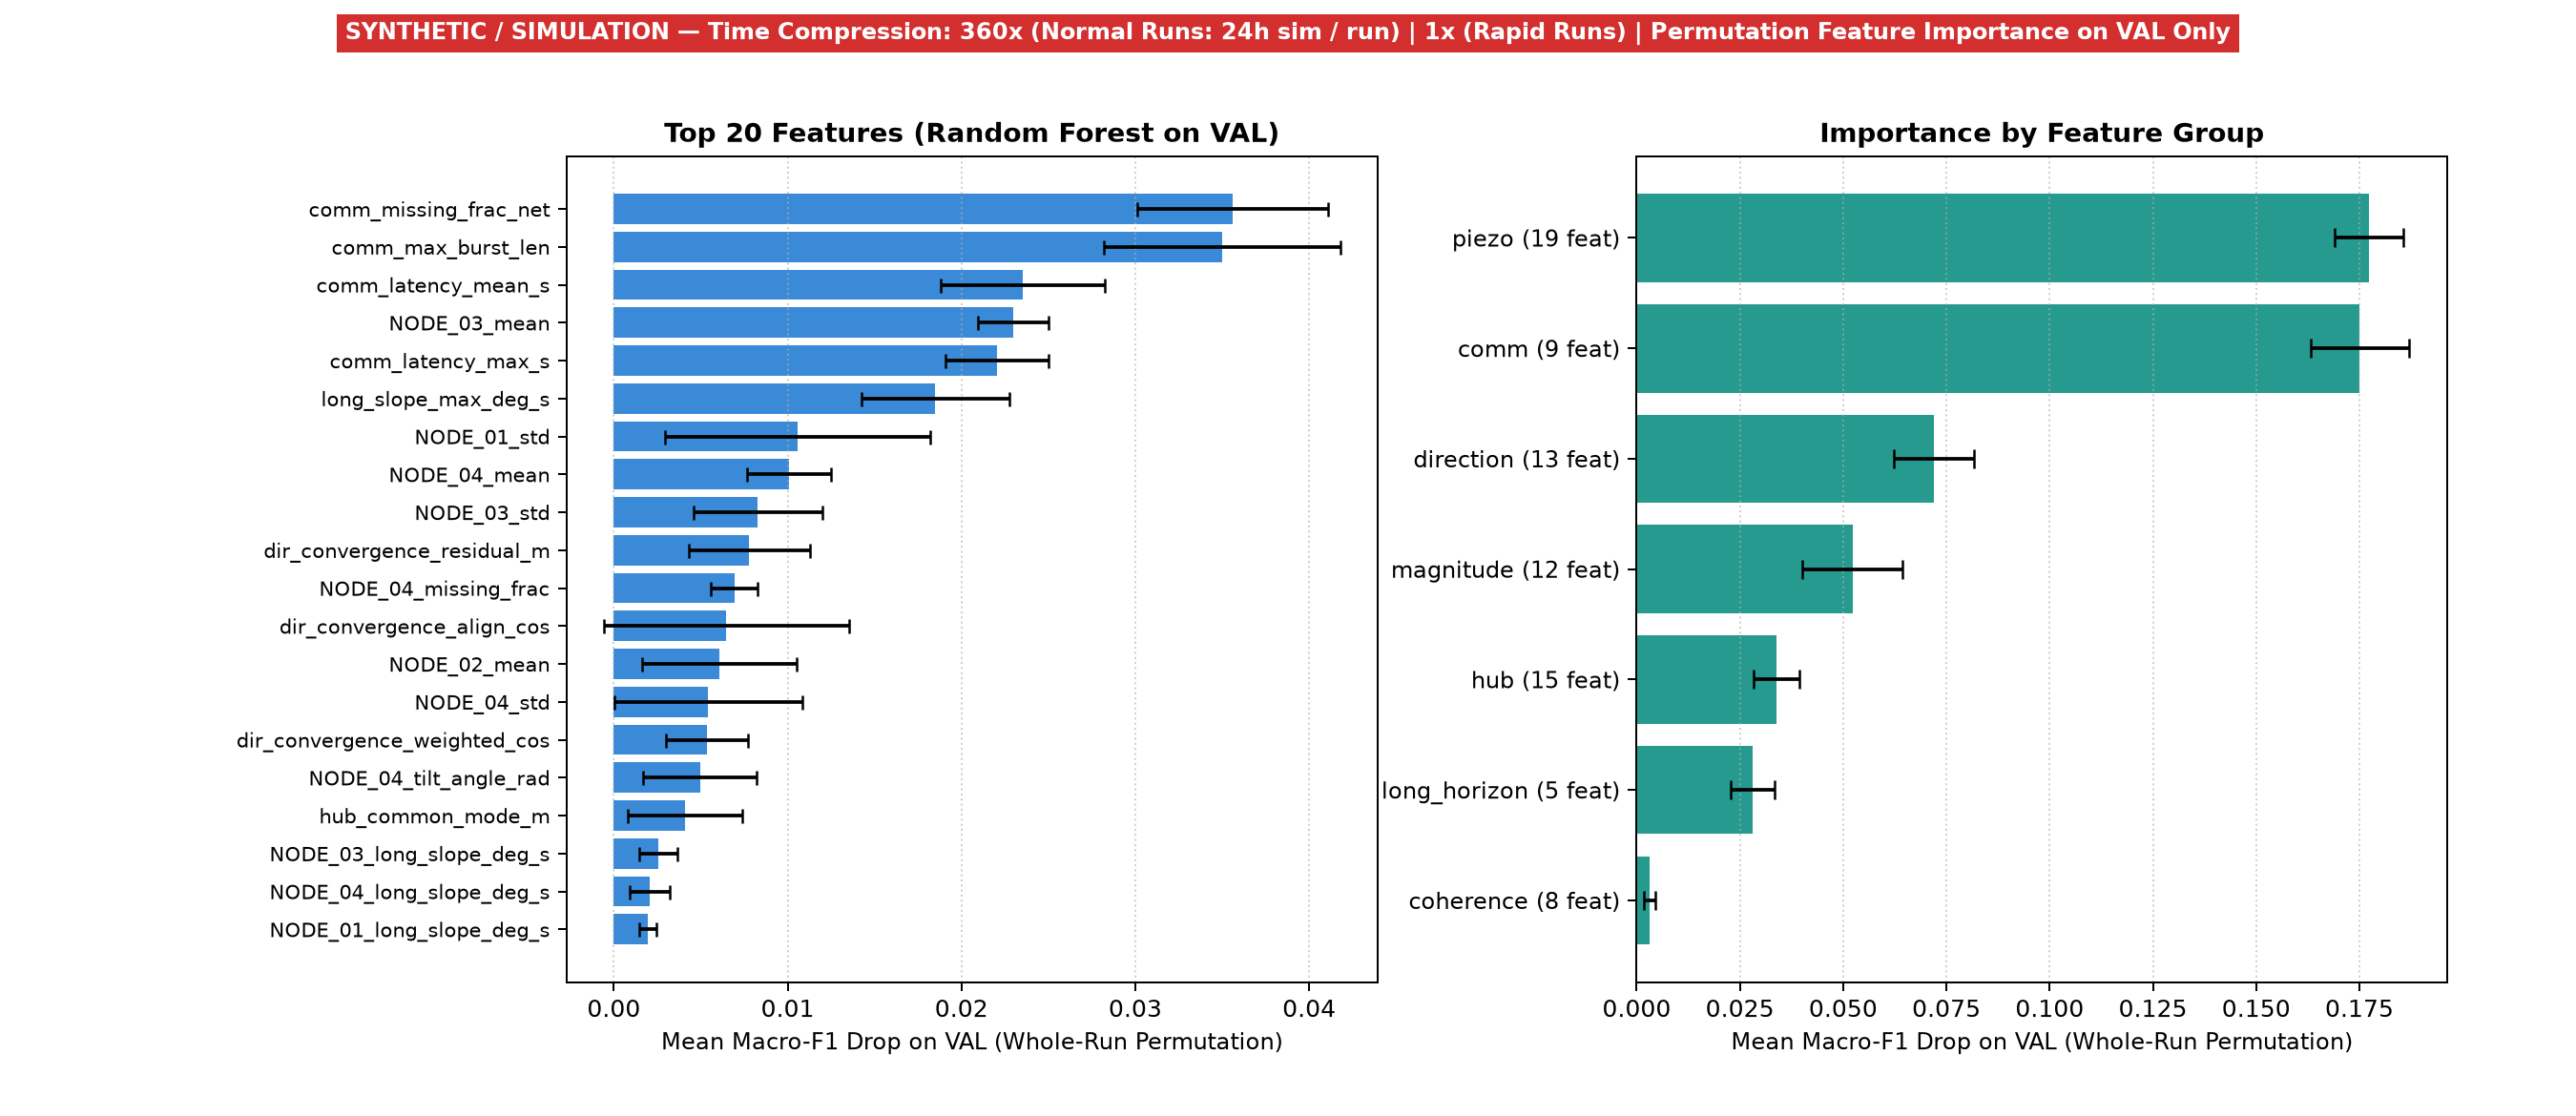 SYNTHETIC / SIMULATION — Time Compression: 360x (Normal Runs: 24h sim / run) | 1x (Rapid Runs) | Permutation Feature Importance on VAL Only
Top 20 Features (Random Forest on VAL)
comm_missing_frac_net
comm_max_burst_len
comm_latency_mean_s
NODE_03_mean
comm_latency_max_s
long_slope_max_deg_s
NODE_01_std
NODE_04_mean
NODE_03_std
dir_convergence_residual_m
NODE_04_missing_frac
dir_convergence_align_cos
NODE_02_mean
NODE_04_std
dir_convergence_weighted_cos
NODE_04_tilt_angle_rad
hub_common_mode_m
NODE_03_long_slope_deg_s
NODE_04_long_slope_deg_s
NODE_01_long_slope_deg_s
0.00 0.01 0.02 0.03 0.04
Mean Macro-F1 Drop on VAL (Whole-Run Permutation)
Importance by Feature Group
piezo (19 feat)
comm (9 feat)
direction (13 feat)
magnitude (12 feat)
hub (15 feat)
long_horizon (5 feat)
coherence (8 feat)
0.000 0.025 0.050 0.075 0.100 0.125 0.150 0.175
Mean Macro-F1 Drop on VAL (Whole-Run Permutation)